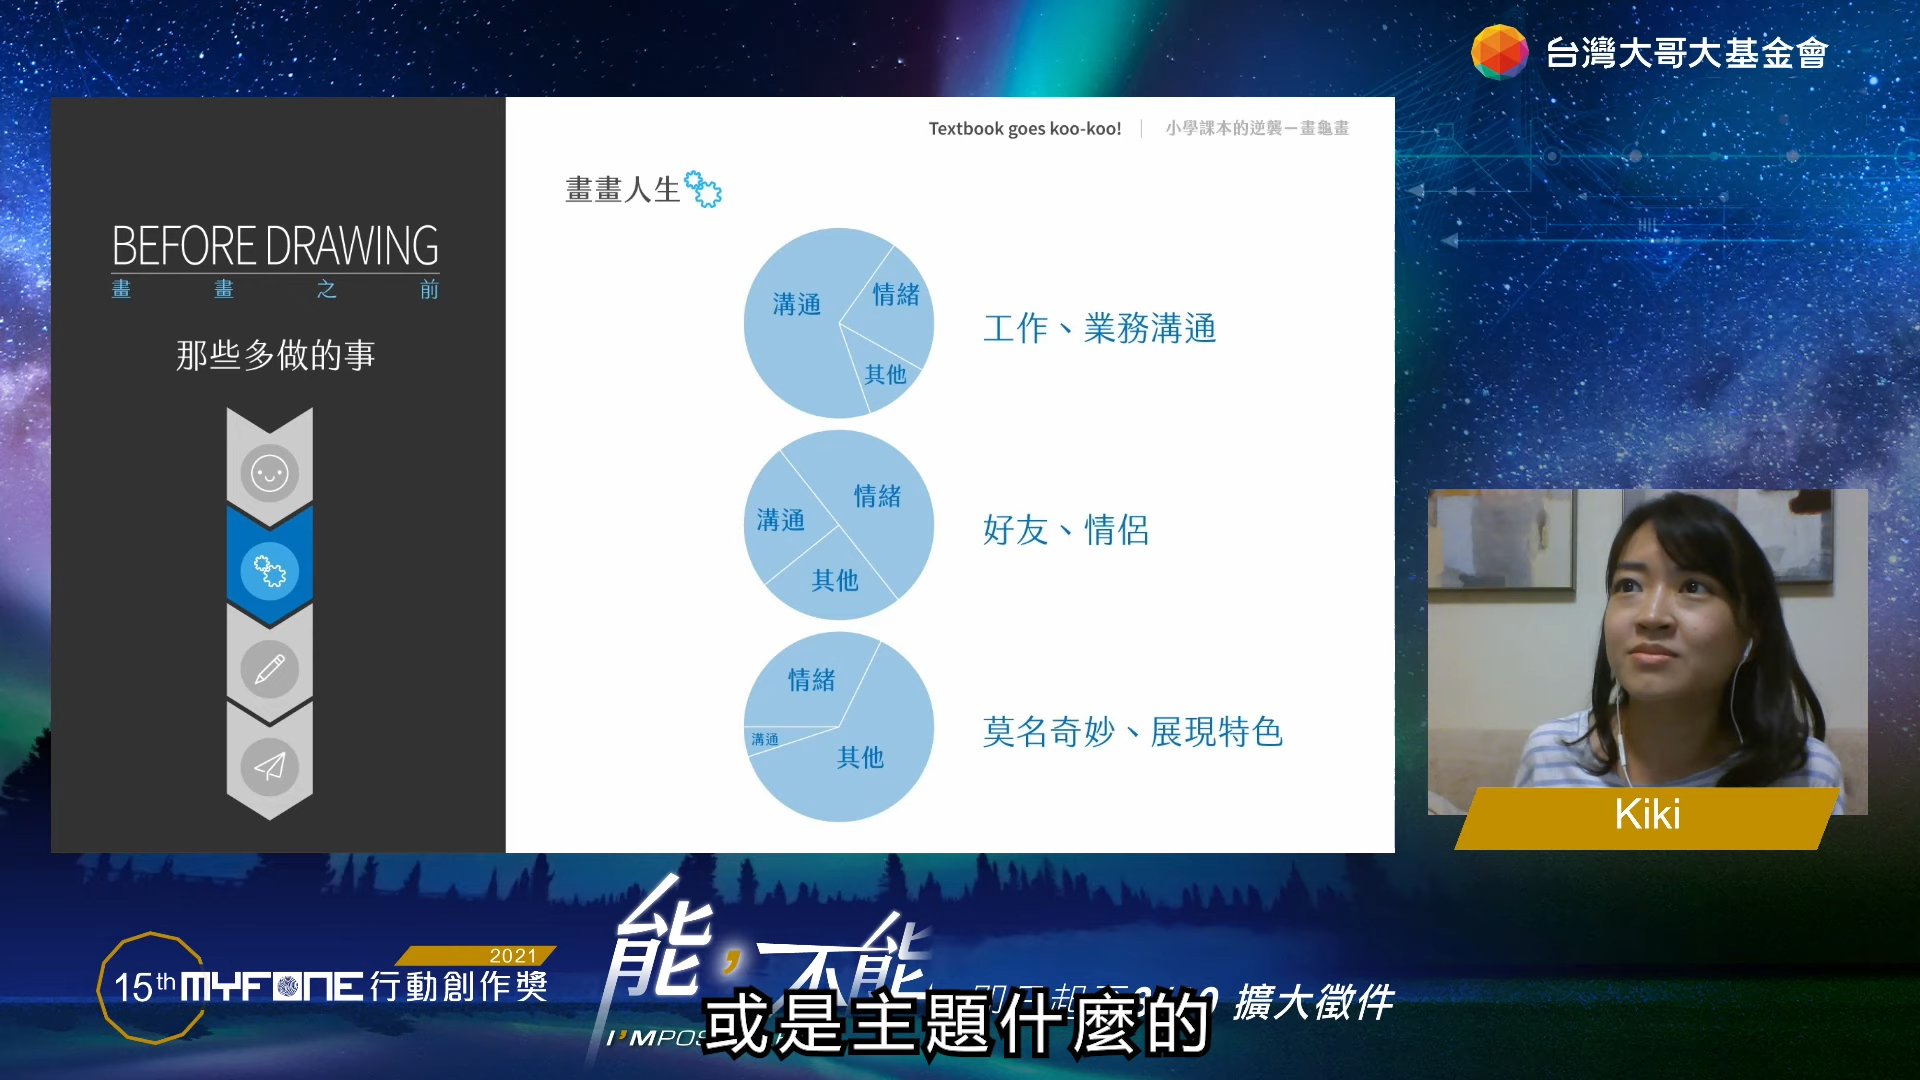 台灣大哥大基金會
Textbook goes koo-koo!
小學課本的逆襲－畫龜畫
BEFORE DRAWING
畫畫之前
那些多做的事
畫畫人生
溝通
情緒
其他
工作、業務溝通
情緒
溝通
其他
好友、情侶
情緒
溝通
其他
莫名奇妙、展現特色
Kiki
2021
15th MYFONE 行動創作獎
能，不能
擴大徵件
或是主題什麼的